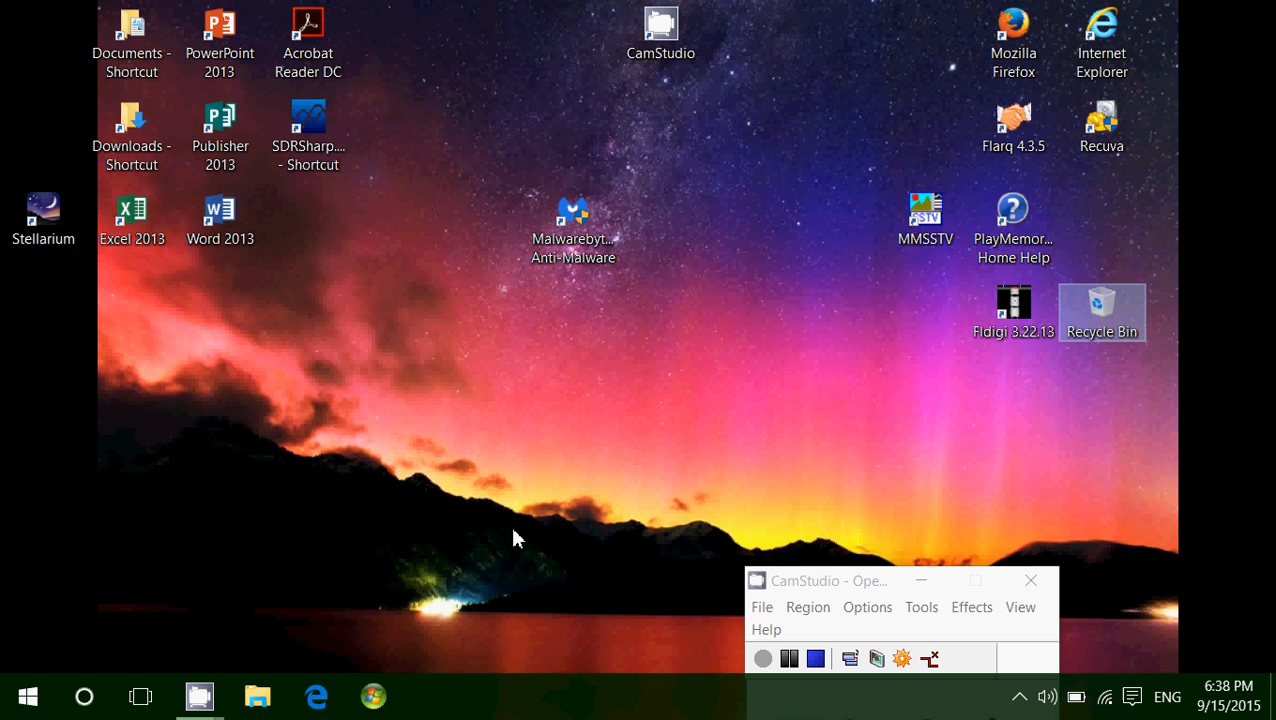 Documents - Shortcut
PowerPoint 2013
Acrobat Reader DC
CamStudio
Mozilla Firefox
Internet Explorer
Downloads - Shortcut
Publisher 2013
SDRSharp.... - Shortcut
Flarq 4.3.5
Recuva
Stellarium
Excel 2013
Word 2013
Malwarebyt... Anti-Malware
SSTV
MMSSTV
PlayMemor... Home Help
Fldigi 3.22.13
Recycle Bin
CamStudio - Ope...
File Region Options Tools Effects View
Help
ENG
6:38 PM
9/15/2015